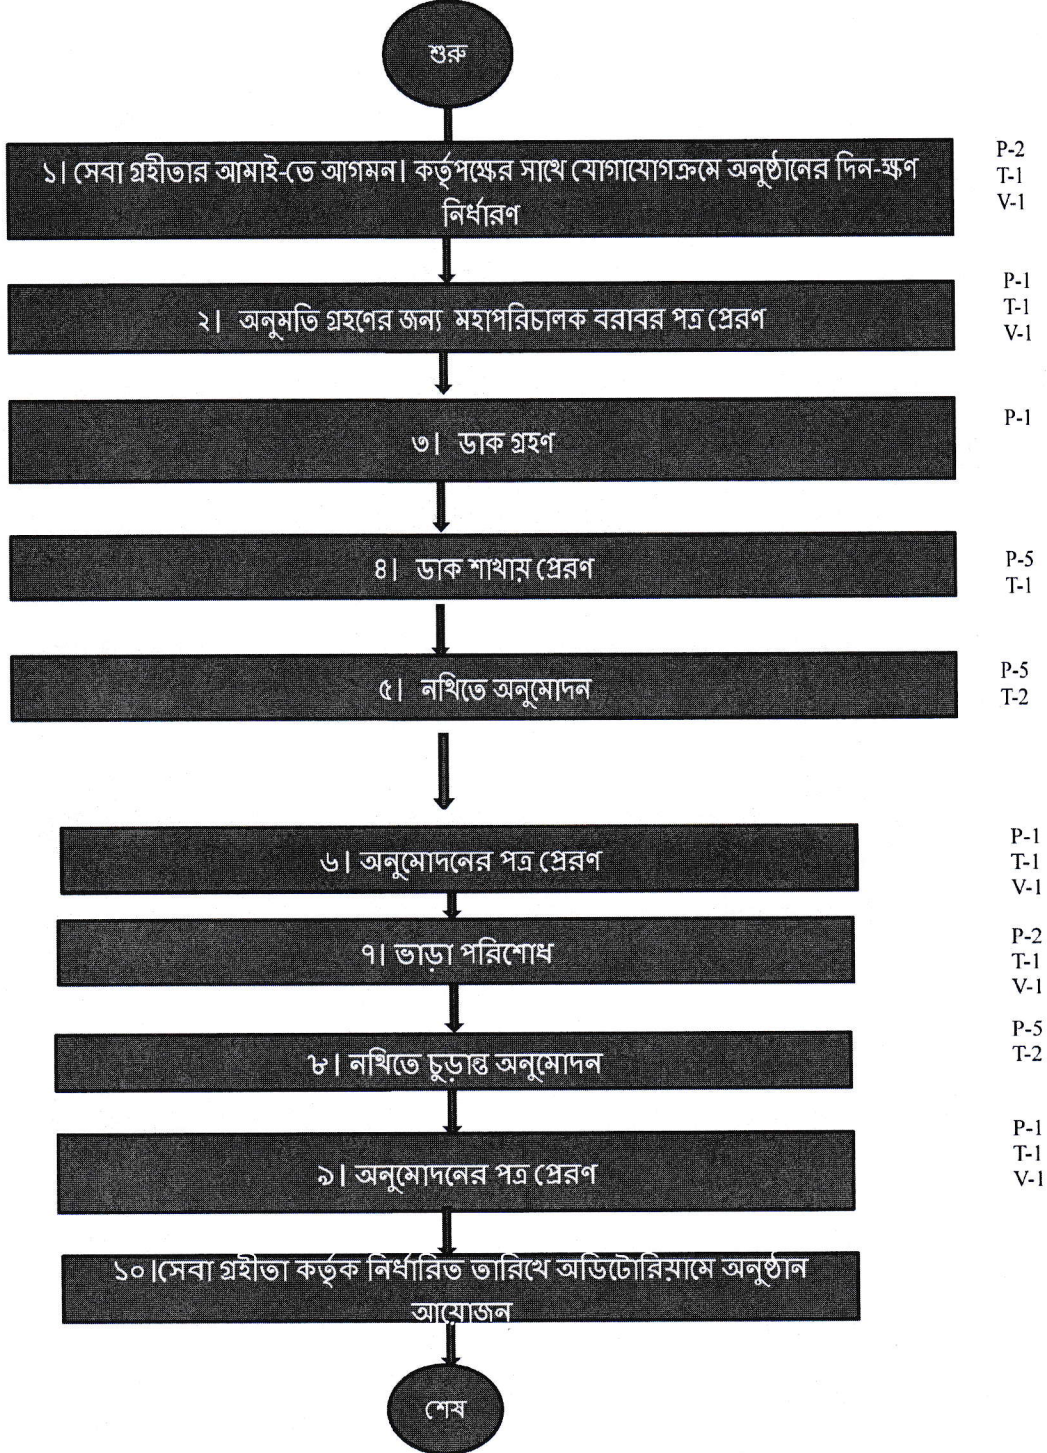 শুরু
১। সেবা গ্রহীতার আমাই-তে আগমন। কর্তৃপক্ষের সাথে যোগাযোগক্রমে অনুষ্ঠানের দিন-ক্ষণ
নির্ধারণ
P-2
T-1
V-1
২। অনুমতি গ্রহণের জন্য মহাপরিচালক বরাবর পত্র প্রেরণ
P-1
T-1
V-1
৩। ডাক গ্রহণ
P-1
৪। ডাক শাখায় প্রেরণ
P-5
T-1
৫। নথিতে অনুমোদন
P-5
T-2
৬। অনুমোদনের পত্র প্রেরণ
P-1
T-1
V-1
৭। ভাড়া পরিশোধ
P-2
T-1
V-1
৮। নথিতে চুড়ান্ত অনুমোদন
P-5
T-2
৯। অনুমোদনের পত্র প্রেরণ
P-1
T-1
V-1
১০।সেবা গ্রহীতা কর্তৃক নির্ধারিত তারিখে অডিটোরিয়ামে অনুষ্ঠান
আয়োজন
শেষ